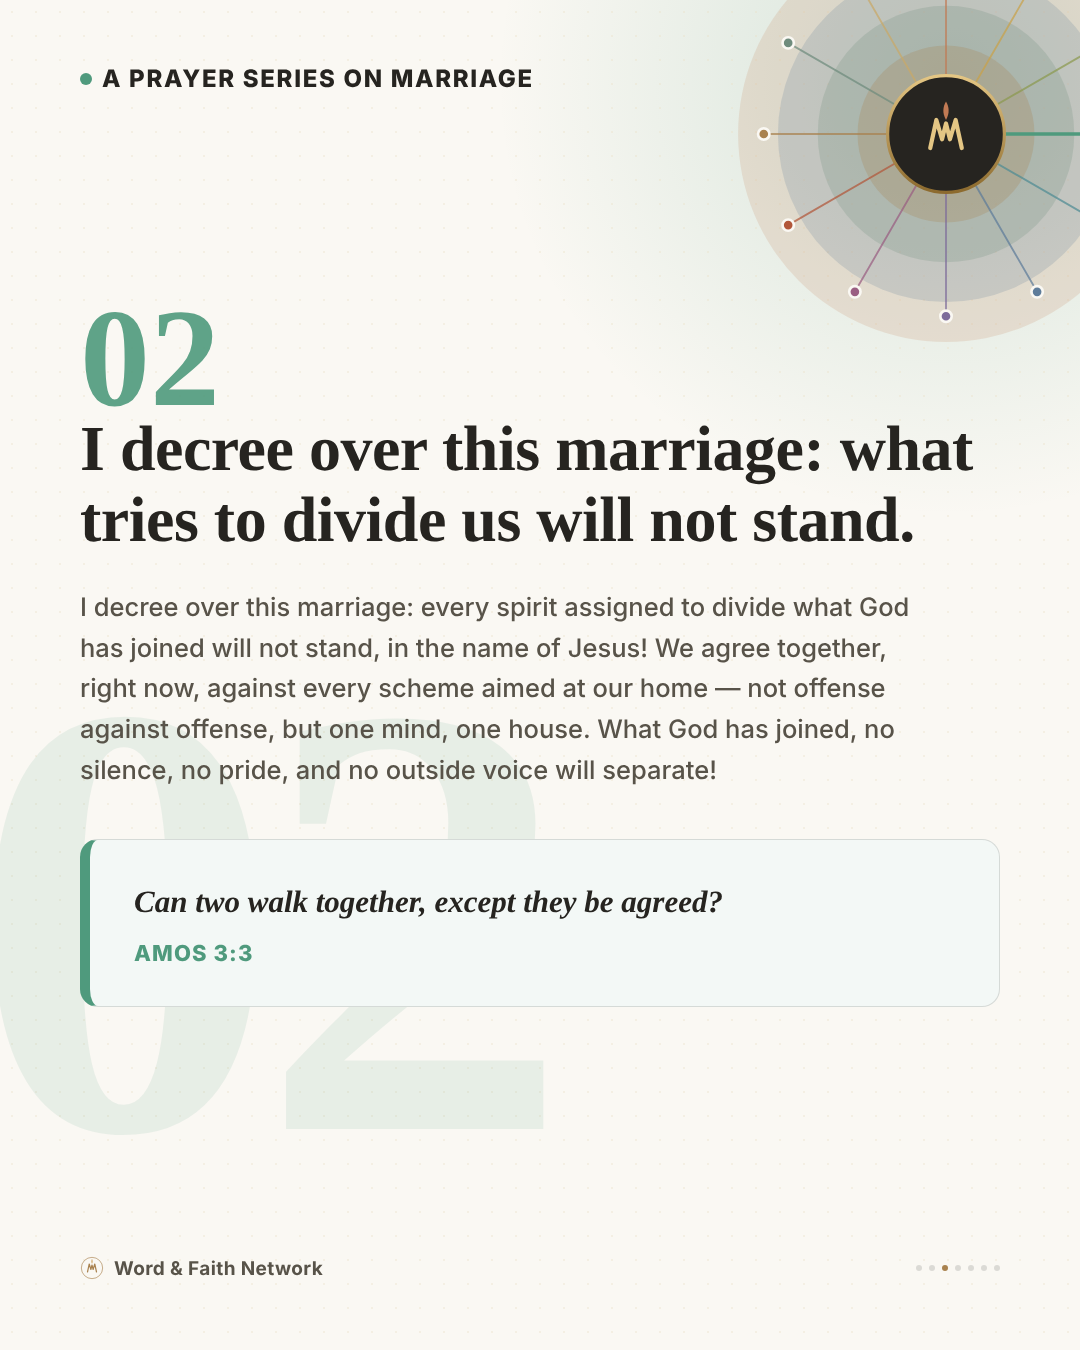 A PRAYER SERIES ON MARRIAGE
02
I decree over this marriage: what
tries to divide us will not stand.
I decree over this marriage: every spirit assigned to divide what God
has joined will not stand, in the name of Jesus! We agree together,
right now, against every scheme aimed at our home — not offense
against offense, but one mind, one house. What God has joined, no
silence, no pride, and no outside voice will separate!
02
Can two walk together, except they be agreed?
AMOS 3:3
Word & Faith Network